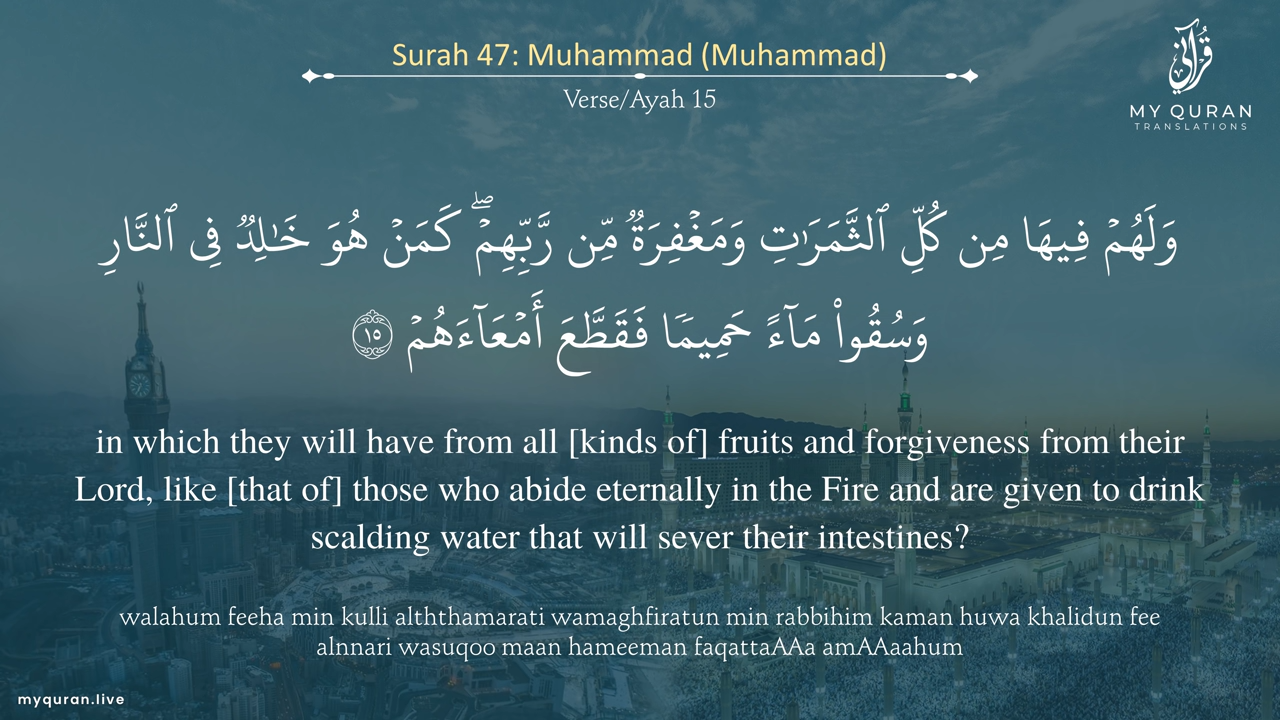 Surah 47: Muhammad (Muhammad)
Verse/Ayah 15
قرآني
MY QURAN
TRANSLATIONS
وَلَهُمۡ فِيهَا مِن كُلِّ ٱلثَّمَرَٰتِ وَمَغۡفِرَةٞ مِّن رَّبِّهِمۡۖ كَمَنۡ هُوَ خَٰلِدٞ فِي ٱلنَّارِ
وَسُقُواْ مَآءً حَمِيمٗا فَقَطَّعَ أَمۡعَآءَهُمۡ ١٥
in which they will have from all [kinds of] fruits and forgiveness from their
Lord, like [that of] those who abide eternally in the Fire and are given to drink
scalding water that will sever their intestines?
walahum feeha min kulli alththamarati wamaghfiratun min rabbihim kaman huwa khalidun fee
alnnari wasuqoo maan hameeman faqattaAAa amAAaahum
myquran.live